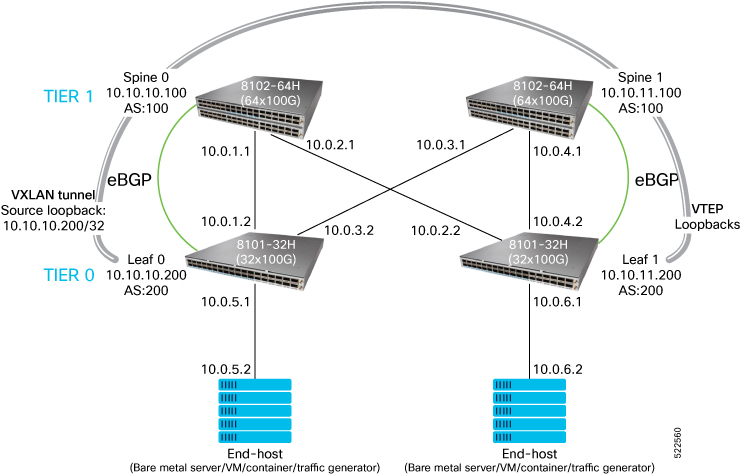 Spine 0
10.10.10.100
AS:100
TIER 1
8102-64H
(64x100G)
8102-64H
(64x100G)
Spine 1
10.10.11.100
AS:100
10.0.1.1
10.0.2.1
10.0.3.1
10.0.4.1
eBGP
eBGP
VXLAN tunnel
Source loopback:
10.10.10.200/32
VTEP
Loopbacks
10.0.1.2
10.0.3.2
10.0.2.2
10.0.4.2
8101-32H
(32x100G)
8101-32H
(32x100G)
TIER 0
Leaf 0
10.10.10.200
AS:200
Leaf 1
10.10.11.200
AS:200
10.0.5.1
10.0.6.1
10.0.5.2
10.0.6.2
End-host
(Bare metal server/VM/container/traffic generator)
End-host
(Bare metal server/VM/container/traffic generator)
522560